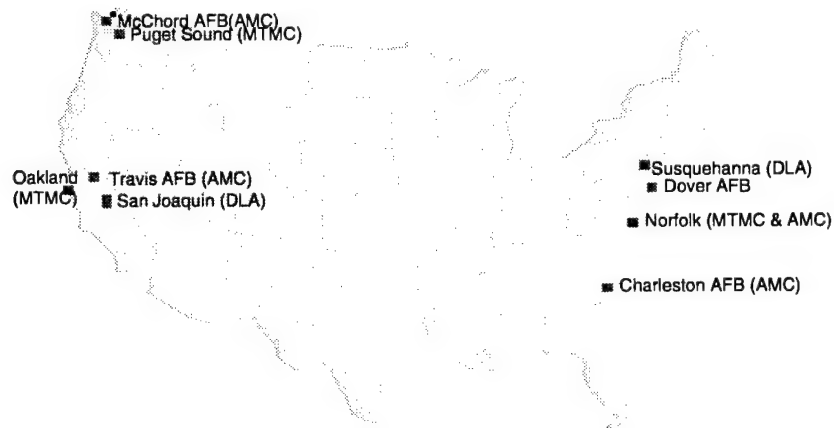 McChord AFB(AMC)
Puget Sound (MTMC)
Oakland
(MTMC)
Travis AFB (AMC)
San Joaquin (DLA)
Susquehanna (DLA)
Dover AFB
Norfolk (MTMC & AMC)
Charleston AFB (AMC)